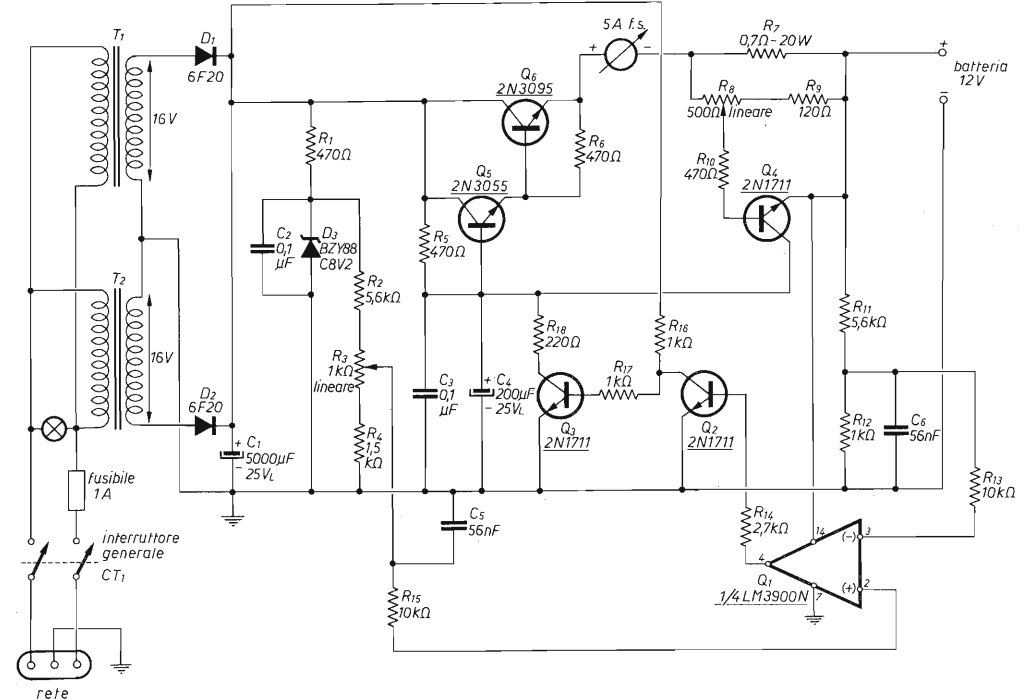 T1
D1
6F20
16V
5A f.s.
+
−
R7
0,7Ω-20W
+
batteria
12V
−
Q6
2N3095
R8
500Ω lineare
R9
120Ω
R1
470Ω
R6
470Ω
R10
470Ω
Q4
2N1711
Q5
2N3055
C2
0,1
µF
D3
BZY88
C8V2
R5
470Ω
T2
R2
5,6kΩ
R11
5,6kΩ
16V
R18
220Ω
R16
1kΩ
R3
1kΩ
lineare
R17
1kΩ
D2
6F20
C3
0,1
µF
+
C4
200µF
−
25VL
Q3
2N1711
Q2
2N1711
R12
1kΩ
C6
56nF
+
C1
5000µF
−
25VL
R4
1,5
kΩ
fusibile
1A
R13
10kΩ
C5
56nF
R14
2,7kΩ
interruttore
generale
CT1
14
(−)
3
4
Q1
1/4 LM3900N
7
(+)
2
R15
10kΩ
rete